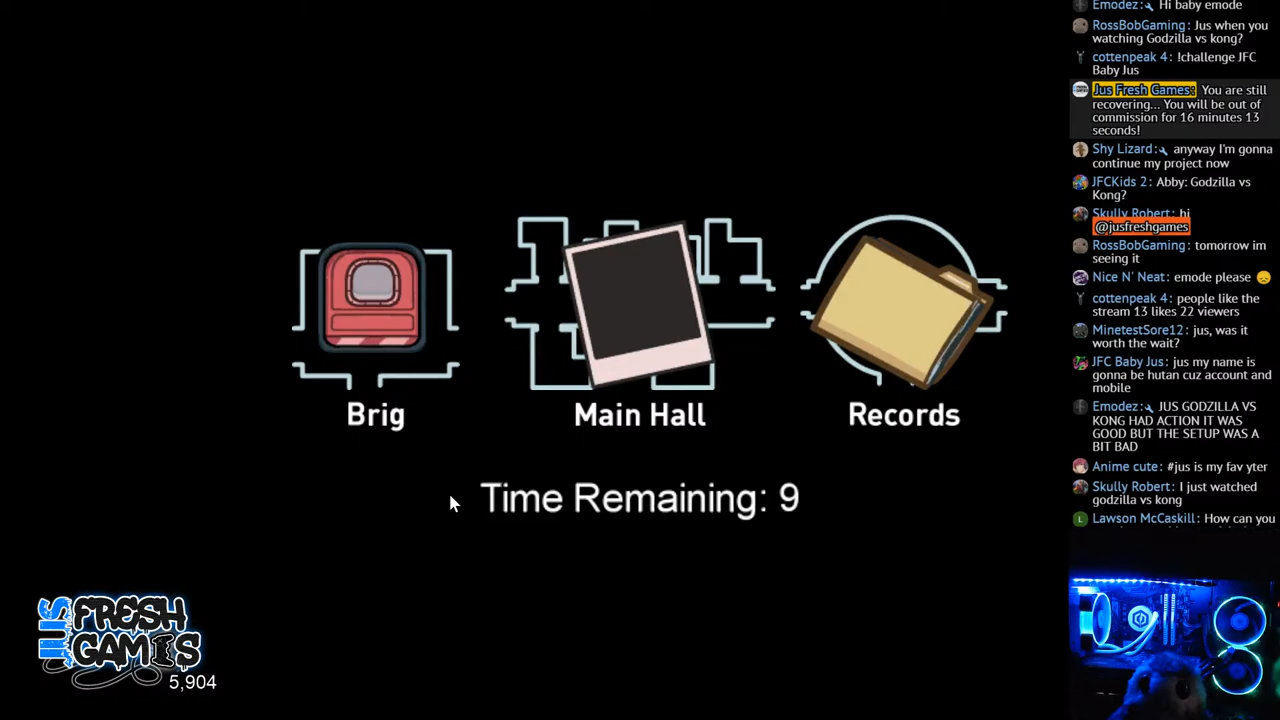 Emodez: Hi baby emode
RossBobGaming: Jus when you
watching Godzilla vs kong?
cottenpeak 4: !challenge JFC
Baby Jus
Jus Fresh Games: You are still
recovering... You will be out of
commission for 16 minutes 13
seconds!
Shy Lizard: anyway I'm gonna
continue my project now
JFCKids 2: Abby: Godzilla vs
Kong?
Skully Robert: hi
@jusfreshgames
RossBobGaming: tomorrow im
seeing it
Nice N' Neat: emode please 😞
cottenpeak 4: people like the
stream 13 likes 22 viewers
MinetestSore12: jus, was it
worth the wait?
JFC Baby Jus: jus my name is
gonna be hutan cuz account and
mobile
Emodez: JUS GODZILLA VS
KONG HAD ACTION IT WAS
GOOD BUT THE SETUP WAS A
BIT BAD
Anime cute: #jus is my fav yter
Skully Robert: I just watched
godzilla vs kong
L Lawson McCaskill: How can you
Brig
Main Hall
Records
Time Remaining: 9
JUS
FRESH
GAMES
5,904